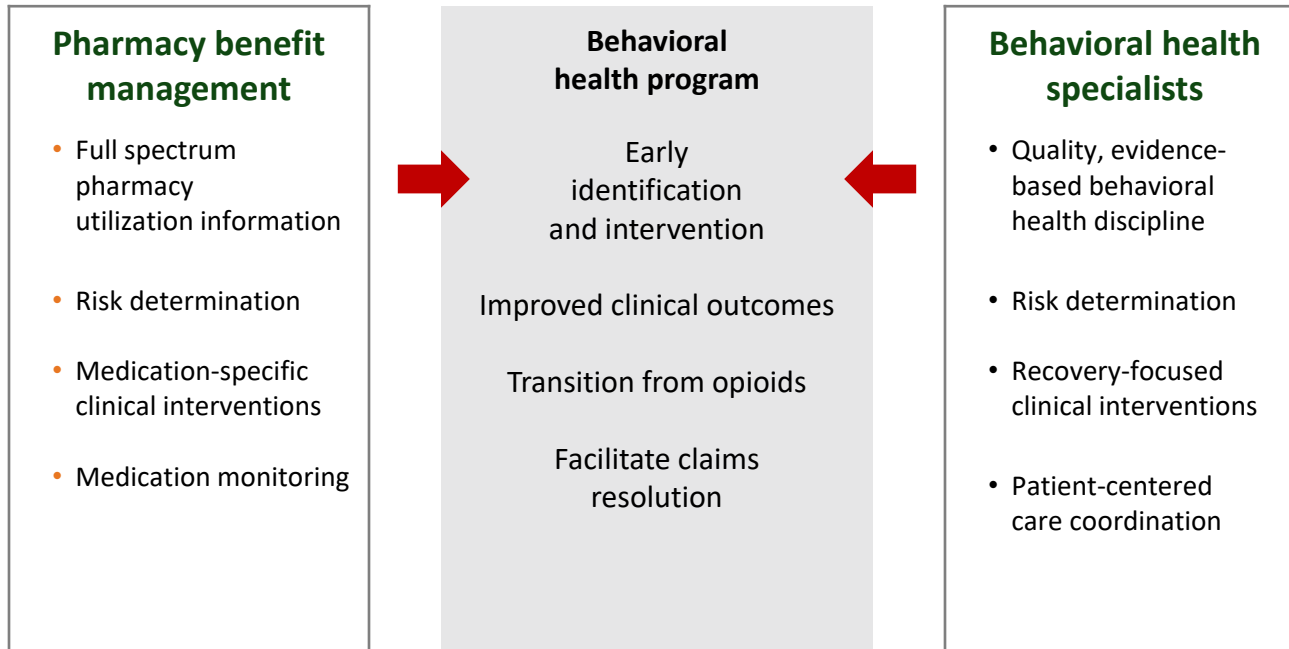 Pharmacy benefit
management
• Full spectrum
pharmacy
utilization information
• Risk determination
• Medication-specific
clinical interventions
• Medication monitoring
Behavioral
health program
Early
identification
and intervention
Improved clinical outcomes
Transition from opioids
Facilitate claims
resolution
Behavioral health
specialists
• Quality, evidence-
based behavioral
health discipline
• Risk determination
• Recovery-focused
clinical interventions
• Patient-centered
care coordination